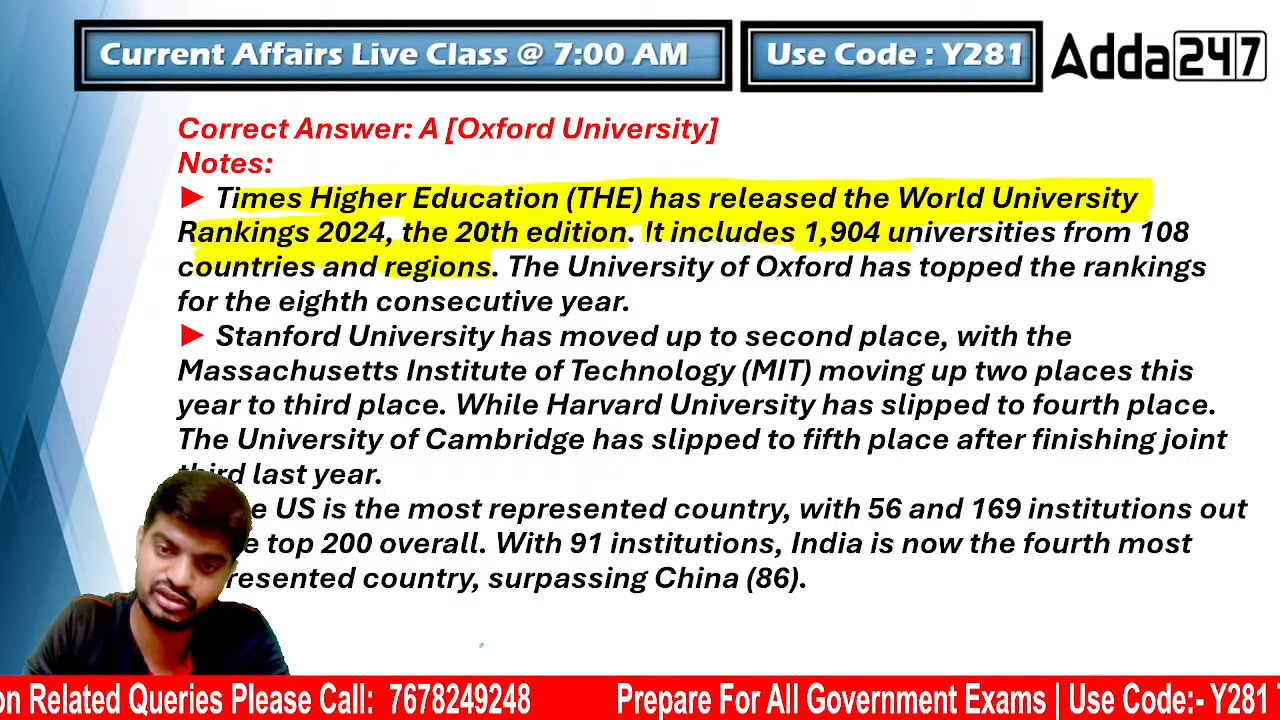 Current Affairs Live Class @ 7:00 AM
Use Code : Y281
Adda247
Correct Answer: A [Oxford University]
Notes:
► Times Higher Education (THE) has released the World University
Rankings 2024, the 20th edition. It includes 1,904 universities from 108
countries and regions. The University of Oxford has topped the rankings
for the eighth consecutive year.
► Stanford University has moved up to second place, with the
Massachusetts Institute of Technology (MIT) moving up two places this
year to third place. While Harvard University has slipped to fourth place.
The University of Cambridge has slipped to fifth place after finishing joint
third last year.
US is the most represented country, with 56 and 169 institutions out
top 200 overall. With 91 institutions, India is now the fourth most
resented country, surpassing China (86).
on Related Queries Please Call: 7678249248
Prepare For All Government Exams | Use Code:- Y281